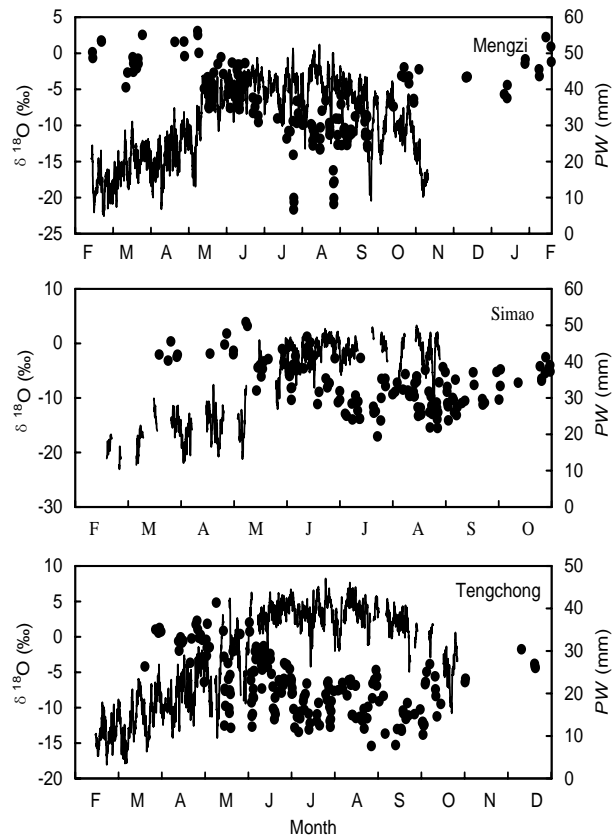 5 60
Mengzi
0 50
-5 40
-10 30
-15 20
-20 10
-25 0
δ 18O (‰)
PW (mm)
F M A M J J A S O N D J F
10 60
Simao
0 50
40
-10 30
20
-20 10
-30 0
δ 18O (‰)
PW (mm)
F M A M J J A S O
10 50
Tengchong
5 40
0
-5 30
20
-10
-15 10
-20 0
δ 18O (‰)
PW (mm)
F M A M J J A S O N D
Month